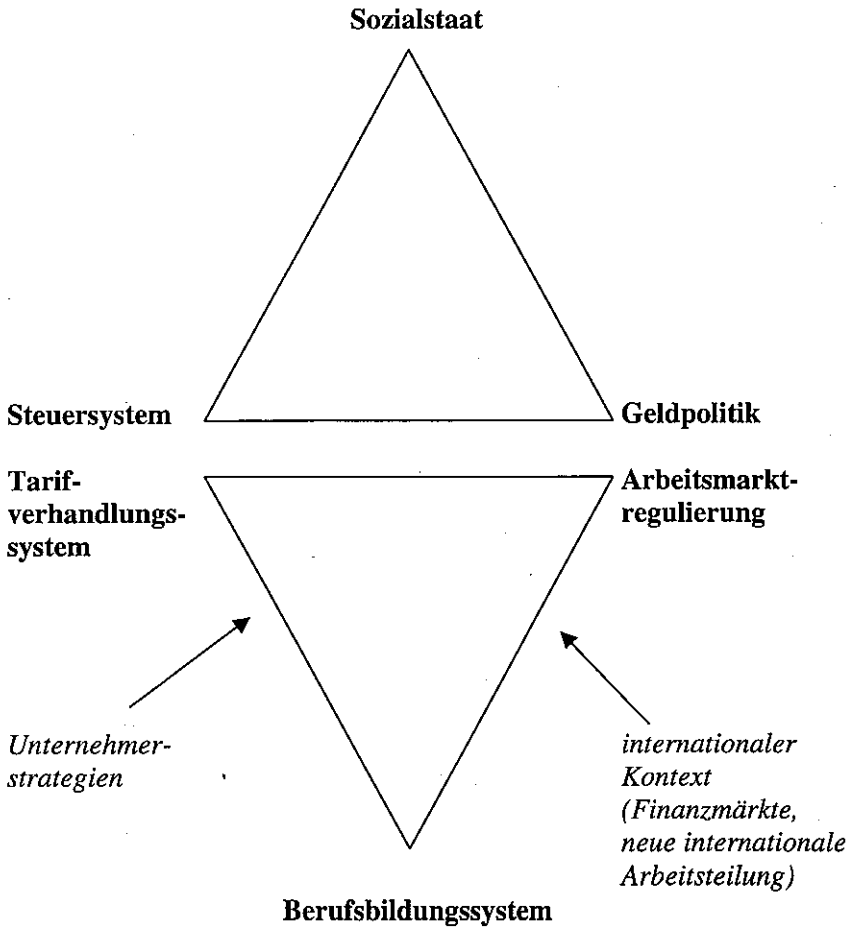 Sozialstaat
Steuersystem
Geldpolitik
Tarif-
verhandlungs-
system
Arbeitsmarkt-
regulierung
Unternehmer-
strategien
internationaler
Kontext
(Finanzmärkte,
neue internationale
Arbeitsteilung)
Berufsbildungssystem